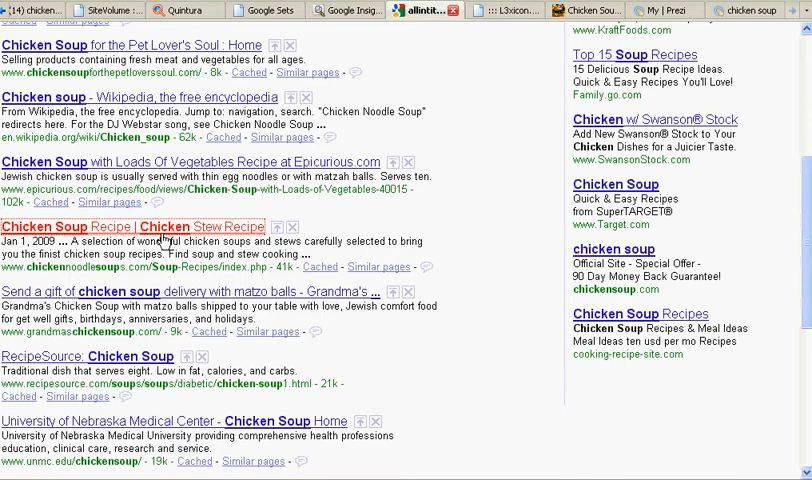 (14) chicken...
SiteVolume :...
Quintura
Google Sets
Google Insig...
allintit...
::: L3xicon....
Chicken Sou...
My | Prezi
chicken soup
Chicken Soup for the Pet Lover's Soul : Home
Selling products containing fresh meat and vegetables for all ages.
www.chickensoupforthepetloverssoul.com/ - 8k - Cached - Similar pages -
Chicken soup - Wikipedia, the free encyclopedia
From Wikipedia, the free encyclopedia. Jump to: navigation, search. "Chicken Noodle Soup"
redirects here. For the DJ Webstar song, see Chicken Noodle Soup ...
en.wikipedia.org/wiki/Chicken_soup - 62k - Cached - Similar pages -
Chicken Soup with Loads Of Vegetables Recipe at Epicurious.com
Jewish chicken soup is usually served with thin egg noodles or with matzah balls. Serves ten.
www.epicurious.com/recipes/food/views/Chicken-Soup-with-Loads-of-Vegetables-40015 -
102k - Cached - Similar pages -
Chicken Soup Recipe | Chicken Stew Recipe
Jan 1, 2009 ... A selection of wonderful chicken soups and stews carefully selected to bring
you the finist chicken soup recipes. Find soup and stew cooking ...
www.chickennoodlesoups.com/Soup-Recipes/index.php - 41k - Cached - Similar pages -
Send a gift of chicken soup delivery with matzo balls - Grandma's ...
Grandma's Chicken Soup with matzo balls shipped to your table with love, Jewish comfort food
for get well gifts, birthdays, anniversaries, and holidays.
www.grandmaschickensoup.com/ - 9k - Cached - Similar pages -
RecipeSource: Chicken Soup
Traditional dish that serves eight. Low in fat, calories, and carbs.
www.recipesource.com/soups/soups/diabetic/chicken-soup1.html - 21k -
Cached - Similar pages -
University of Nebraska Medical Center - Chicken Soup Home
University of Nebraska Medical University providing comprehensive health professions
education, clinical care, research and service.
www.unmc.edu/chickensoup/ - 19k - Cached - Similar pages -
www.KraftFoods.com
Top 15 Soup Recipes
15 Delicious Soup Recipe Ideas.
Quick & Easy Recipes You'll Love!
Family.go.com
Chicken w/ Swanson® Stock
Add New Swanson® Stock to Your
Chicken Dishes for a Juicier Taste.
www.SwansonStock.com
Chicken Soup
Quick & Easy Recipes
from SuperTARGET®
www.Target.com
chicken soup
Official Site - Special Offer -
90 Day Money Back Guarantee!
chickensoup.com
Chicken Soup Recipes
Chicken Soup Recipes & Meal Ideas
Meal Ideas ten usd per mo Recipes
cooking-recipe-site.com